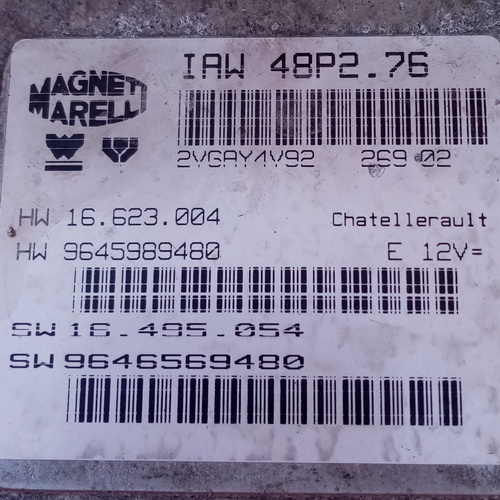 MAGNETI
MARELLI
IAW 48P2.76
2VGAY4V92 269 02
HW 16.623.004 Chatellerault
HW 9645989480 E 12V=
SW 16.495.054
SW 9646569480